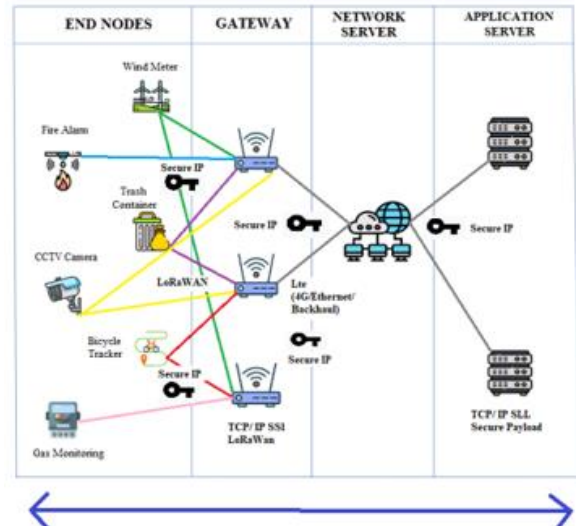 END NODES
GATEWAY
NETWORK
SERVER
APPLICATION
SERVER
Wind Meter
Fire Alarm
Secure IP
Trash
Container
Secure IP
Secure IP
CCTV Camera
LoRaWAN
Lte
(4G/Ethernet/
Backhaul)
Bicycle
Tracker
Secure IP
Secure IP
TCP/ IP SSI
LoRaWan
TCP/ IP SLL
Secure Payload
Gas Monitoring